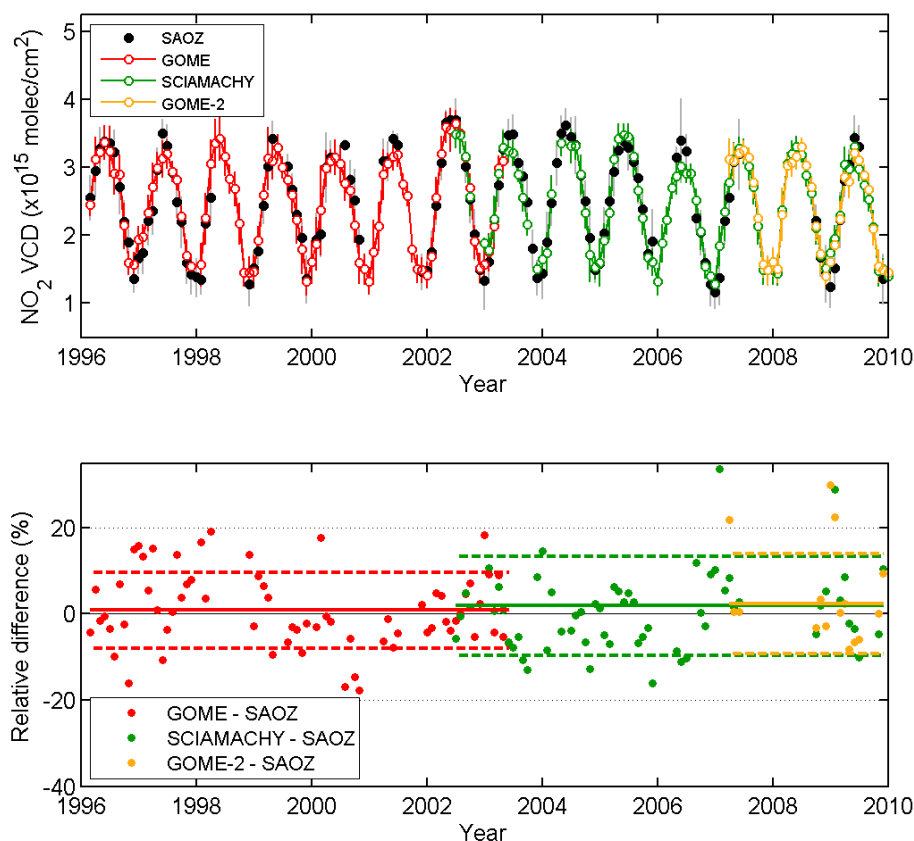 5
4
3
2
1
NO2 VCD (x10^15 molec/cm^2)
SAOZ
GOME
SCIAMACHY
GOME-2
1996 1998 2000 2002 2004 2006 2008 2010
Year
20
0
-20
-40
Relative difference (%)
GOME - SAOZ
SCIAMACHY - SAOZ
GOME-2 - SAOZ
1996 1998 2000 2002 2004 2006 2008 2010
Year